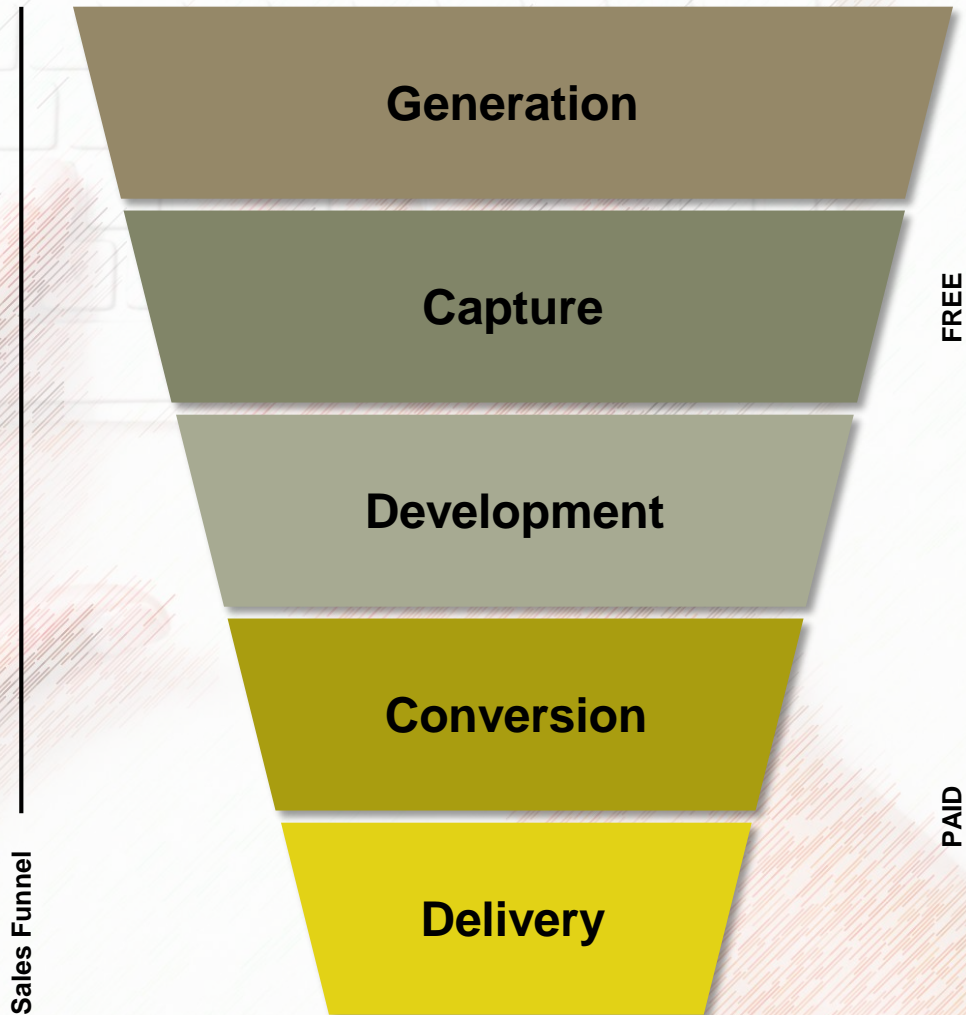 Generation
Capture
FREE
Development
Conversion
PAID
Delivery
Sales Funnel